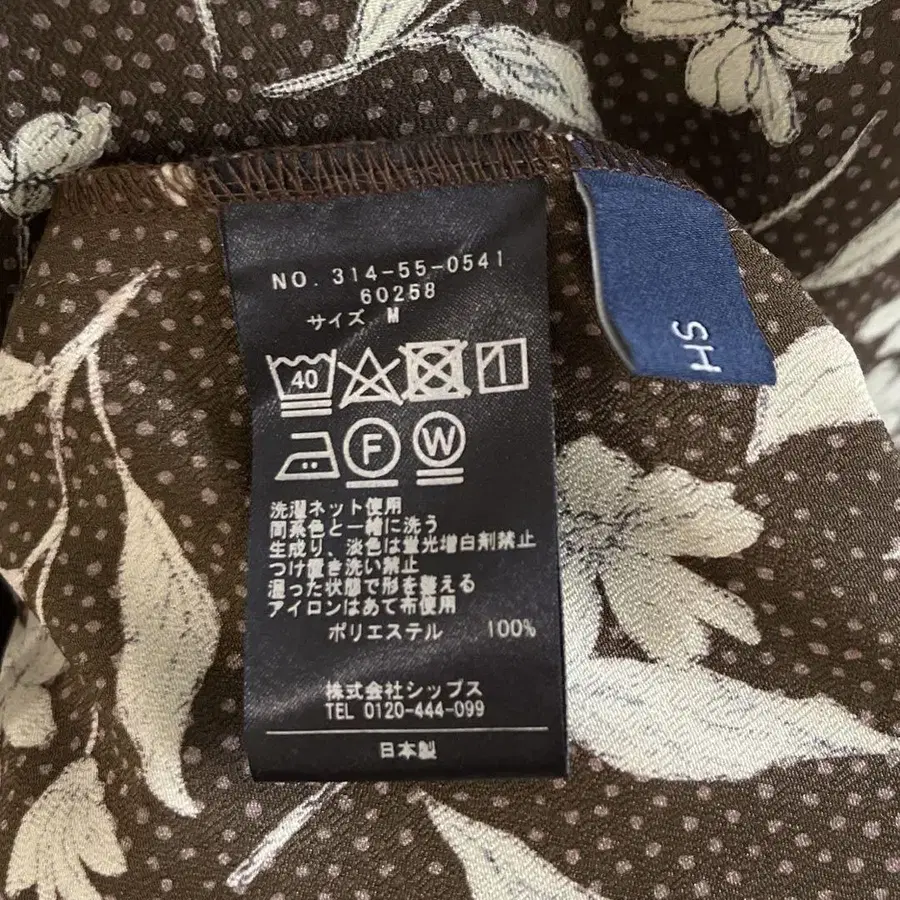 NO. 314-55-0541
60258
サイズ M
40
F
W
洗濯ネット使用
同系色と一緒に洗う
生成り、淡色は蛍光増白剤禁止
つけ置き洗い禁止
湿った状態で形を整える
アイロンはあて布使用
ポリエステル 100%
株式会社シップス
TEL 0120-444-099
日本製
SH